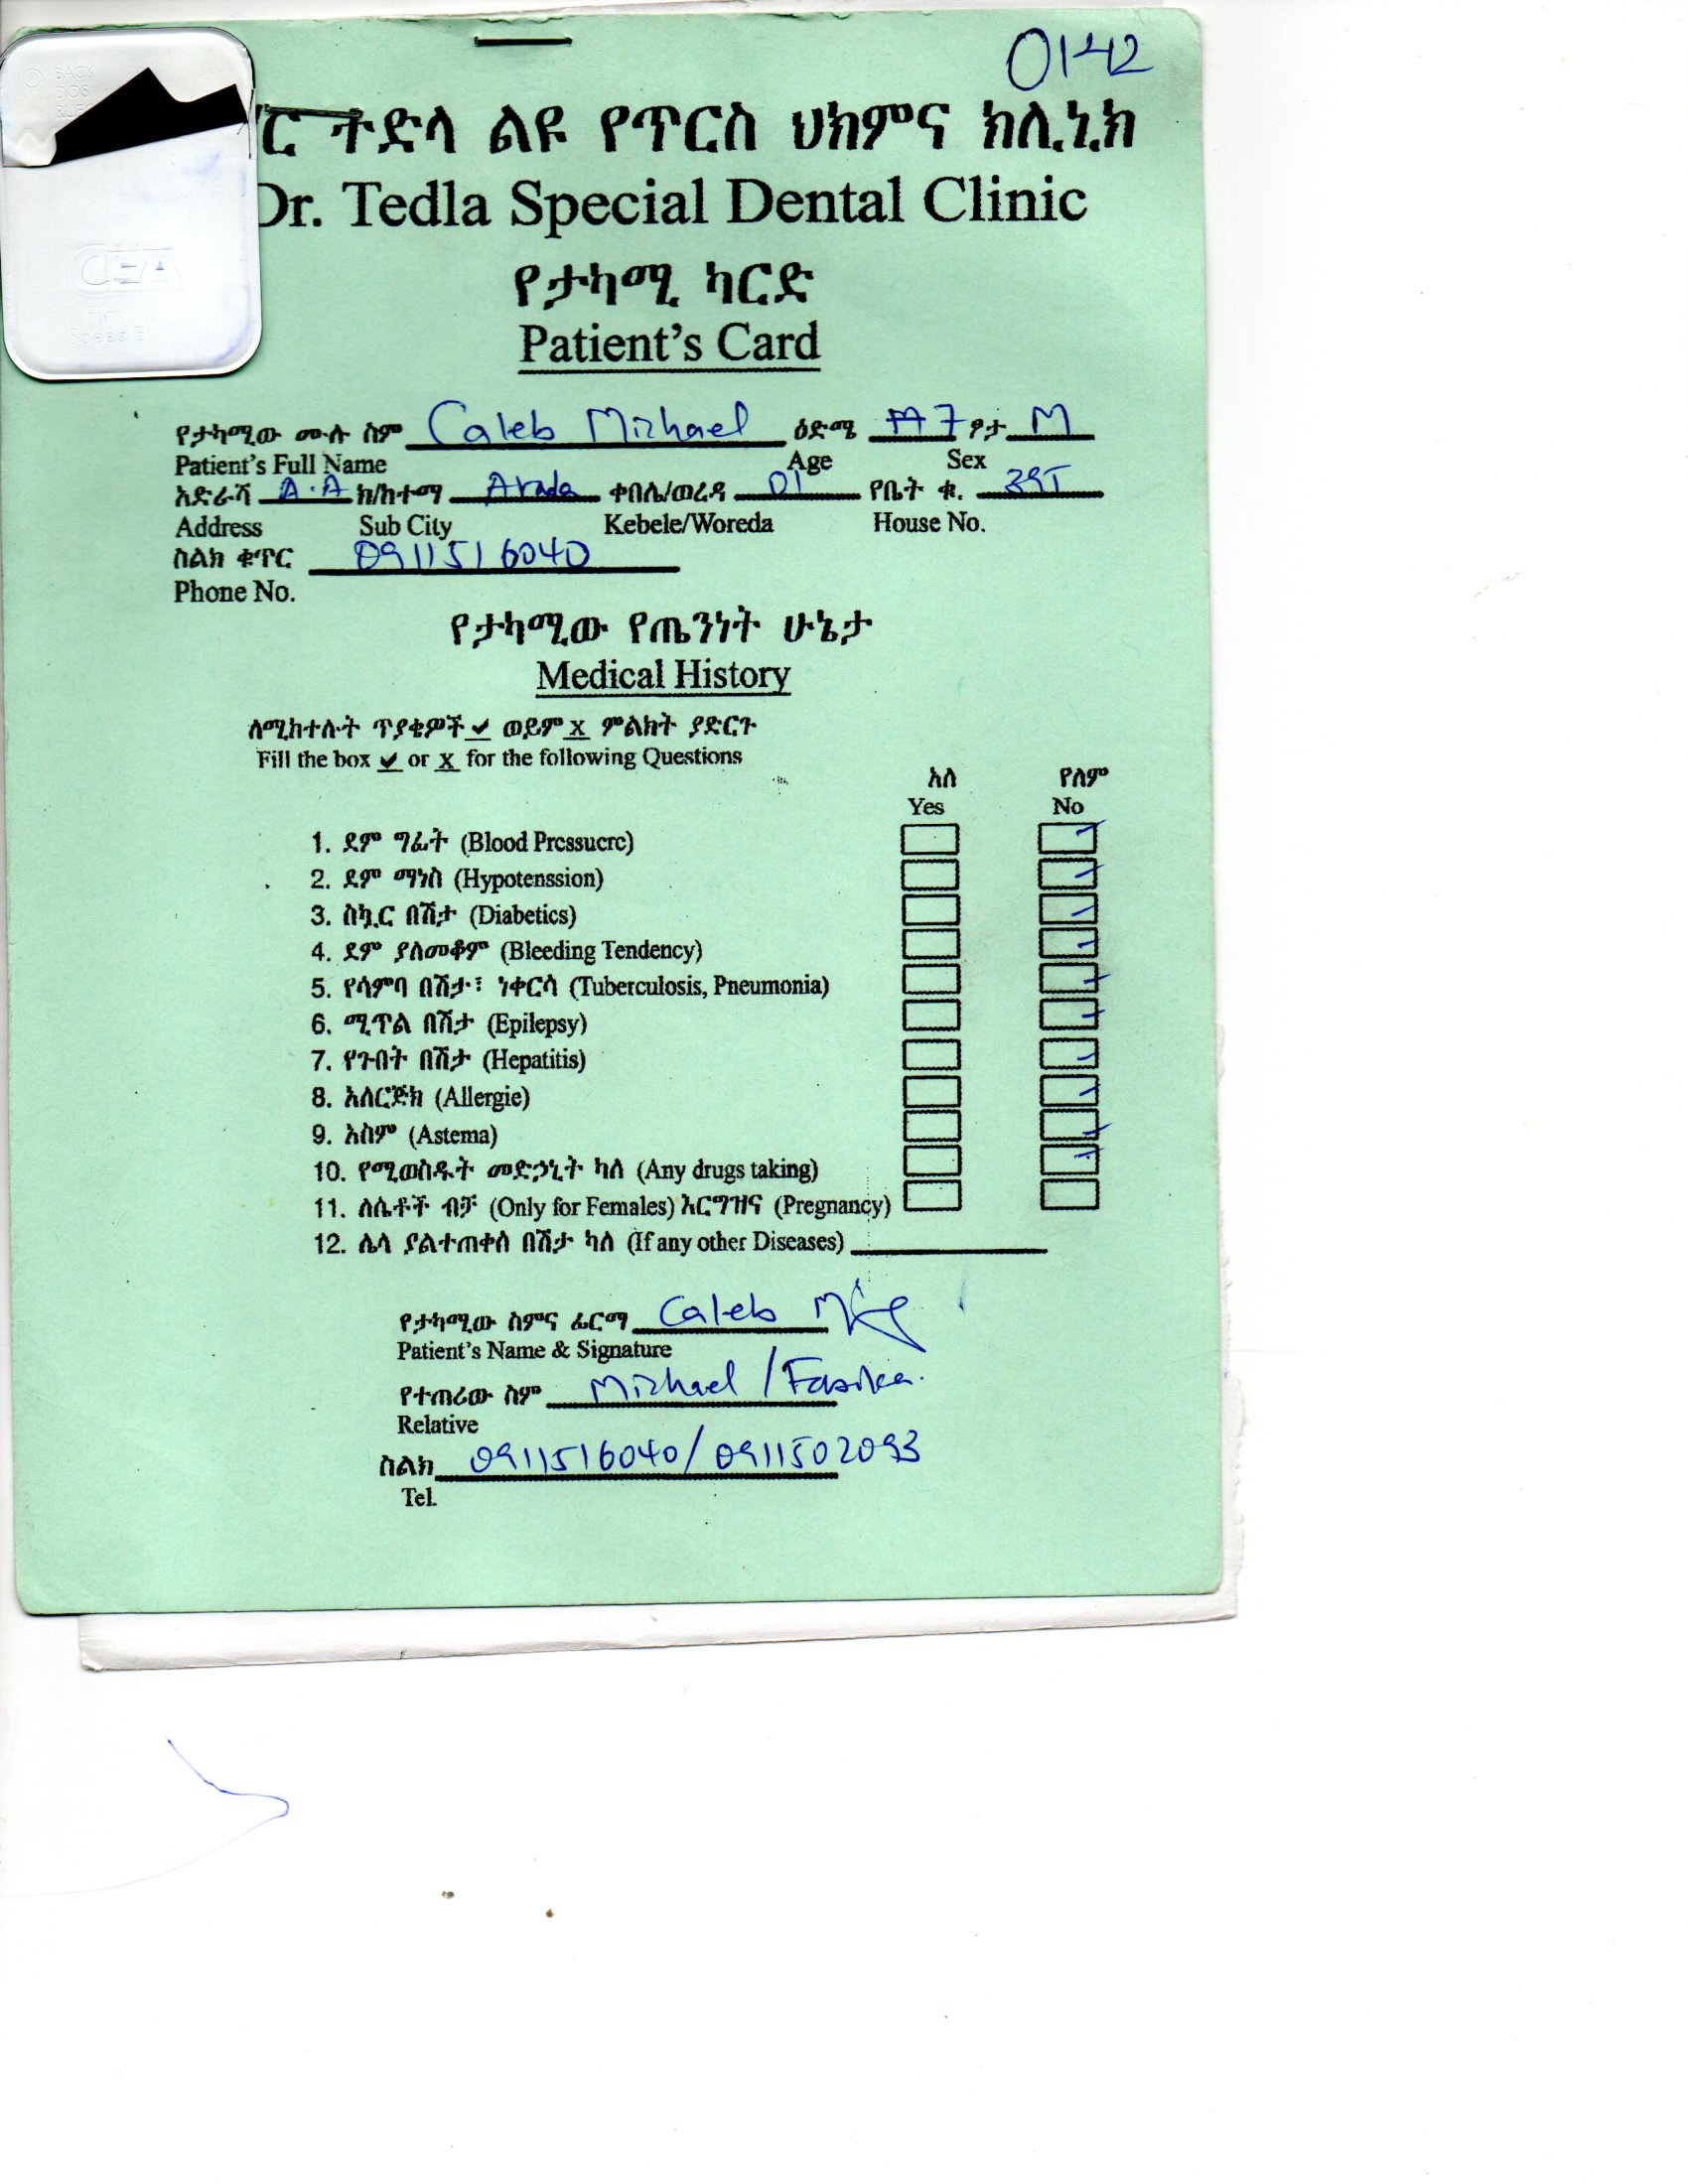 0142
BACK
ር ተድላ ልዩ የጥርስ ህክምና ክሊኒክ
Dr. Tedla Special Dental Clinic
CEA
የታካሚ ካርድ
Patient's Card
የታካሚው ሙሉ ስም Caleb Michael ዕድሜ 7 ፆታ M
Patient's Full Name Age Sex
አድራሻ A.A ክ/ከተማ Arada ቀበሌ/ወረዳ 01 የቤት ቁ.
Address Sub City Kebele/Woreda House No.
ስልክ ቁጥር 0911516040
Phone No.
የታካሚው የጤንነት ሁኔታ
Medical History
ለሚከተሉት ጥያቄዎች ✓ ወይም x ምልክት ያድርጉ
Fill the box ✓ or x for the following Questions
አለ የለም
Yes No
1. ደም ግፊት (Blood Pressuere) ✓
2. ደም ማነስ (Hypotenssion) ✓
3. ስኳር በሽታ (Diabetics) ✓
4. ደም ያለመቆም (Bleeding Tendency) ✓
5. የሳምባ በሽታ፣ ነቀርሳ (Tuberculosis, Pneumonia) ✓
6. ሚጥል በሽታ (Epilepsy) ✓
7. የጉበት በሽታ (Hepatitis) ✓
8. አለርጅክ (Allergie) ✓
9. አስም (Astema) ✓
10. የሚወስዱት መድኃኒት ካለ (Any drugs taking) ✓
11. ለሴቶች ብቻ (Only for Females) እርግዝና (Pregnancy)
12. ሌላ ያልተጠቀሰ በሽታ ካለ (If any other Diseases)
የታካሚው ስምና ፊርማ Caleb
Patient's Name & Signature
የተጠሪው ስም Michael / Fasika
Relative
ስልክ 0911516040/0911502093
Tel.